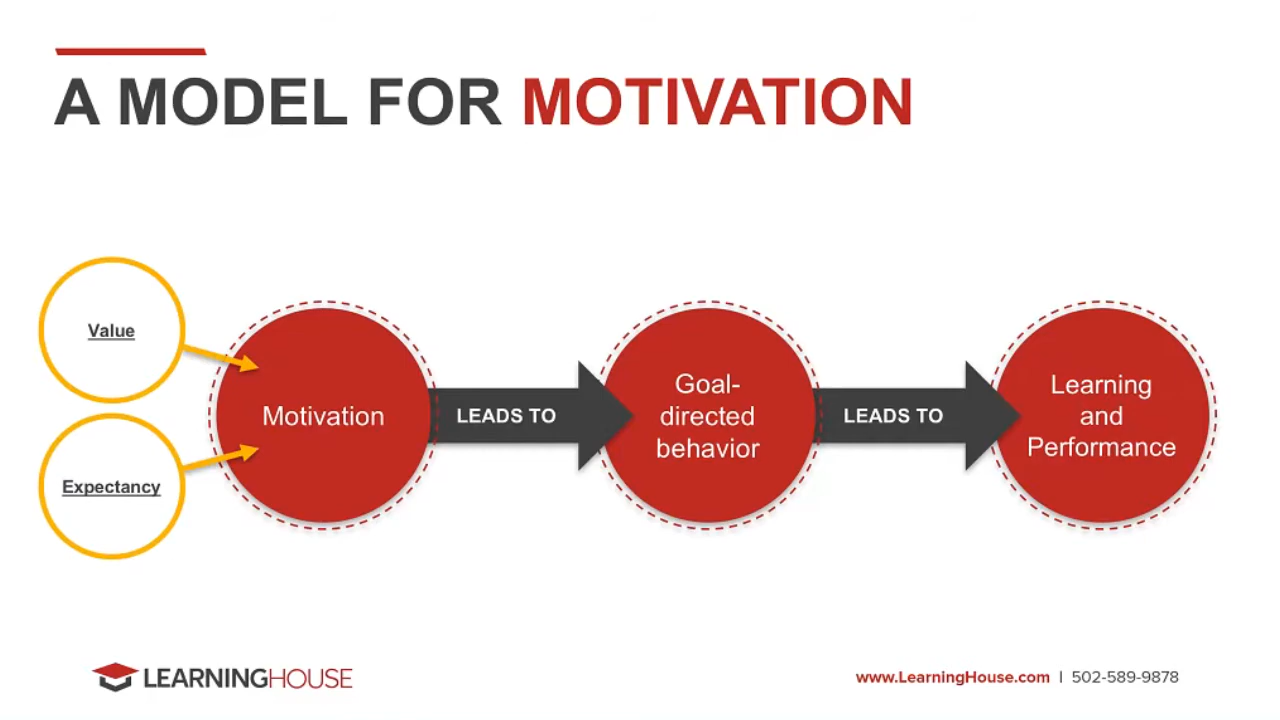 A MODEL FOR MOTIVATION
Value
Expectancy
Motivation
LEADS TO
Goal-
directed
behavior
LEADS TO
Learning
and
Performance
LEARNINGHOUSE
www.LearningHouse.com | 502-589-9878